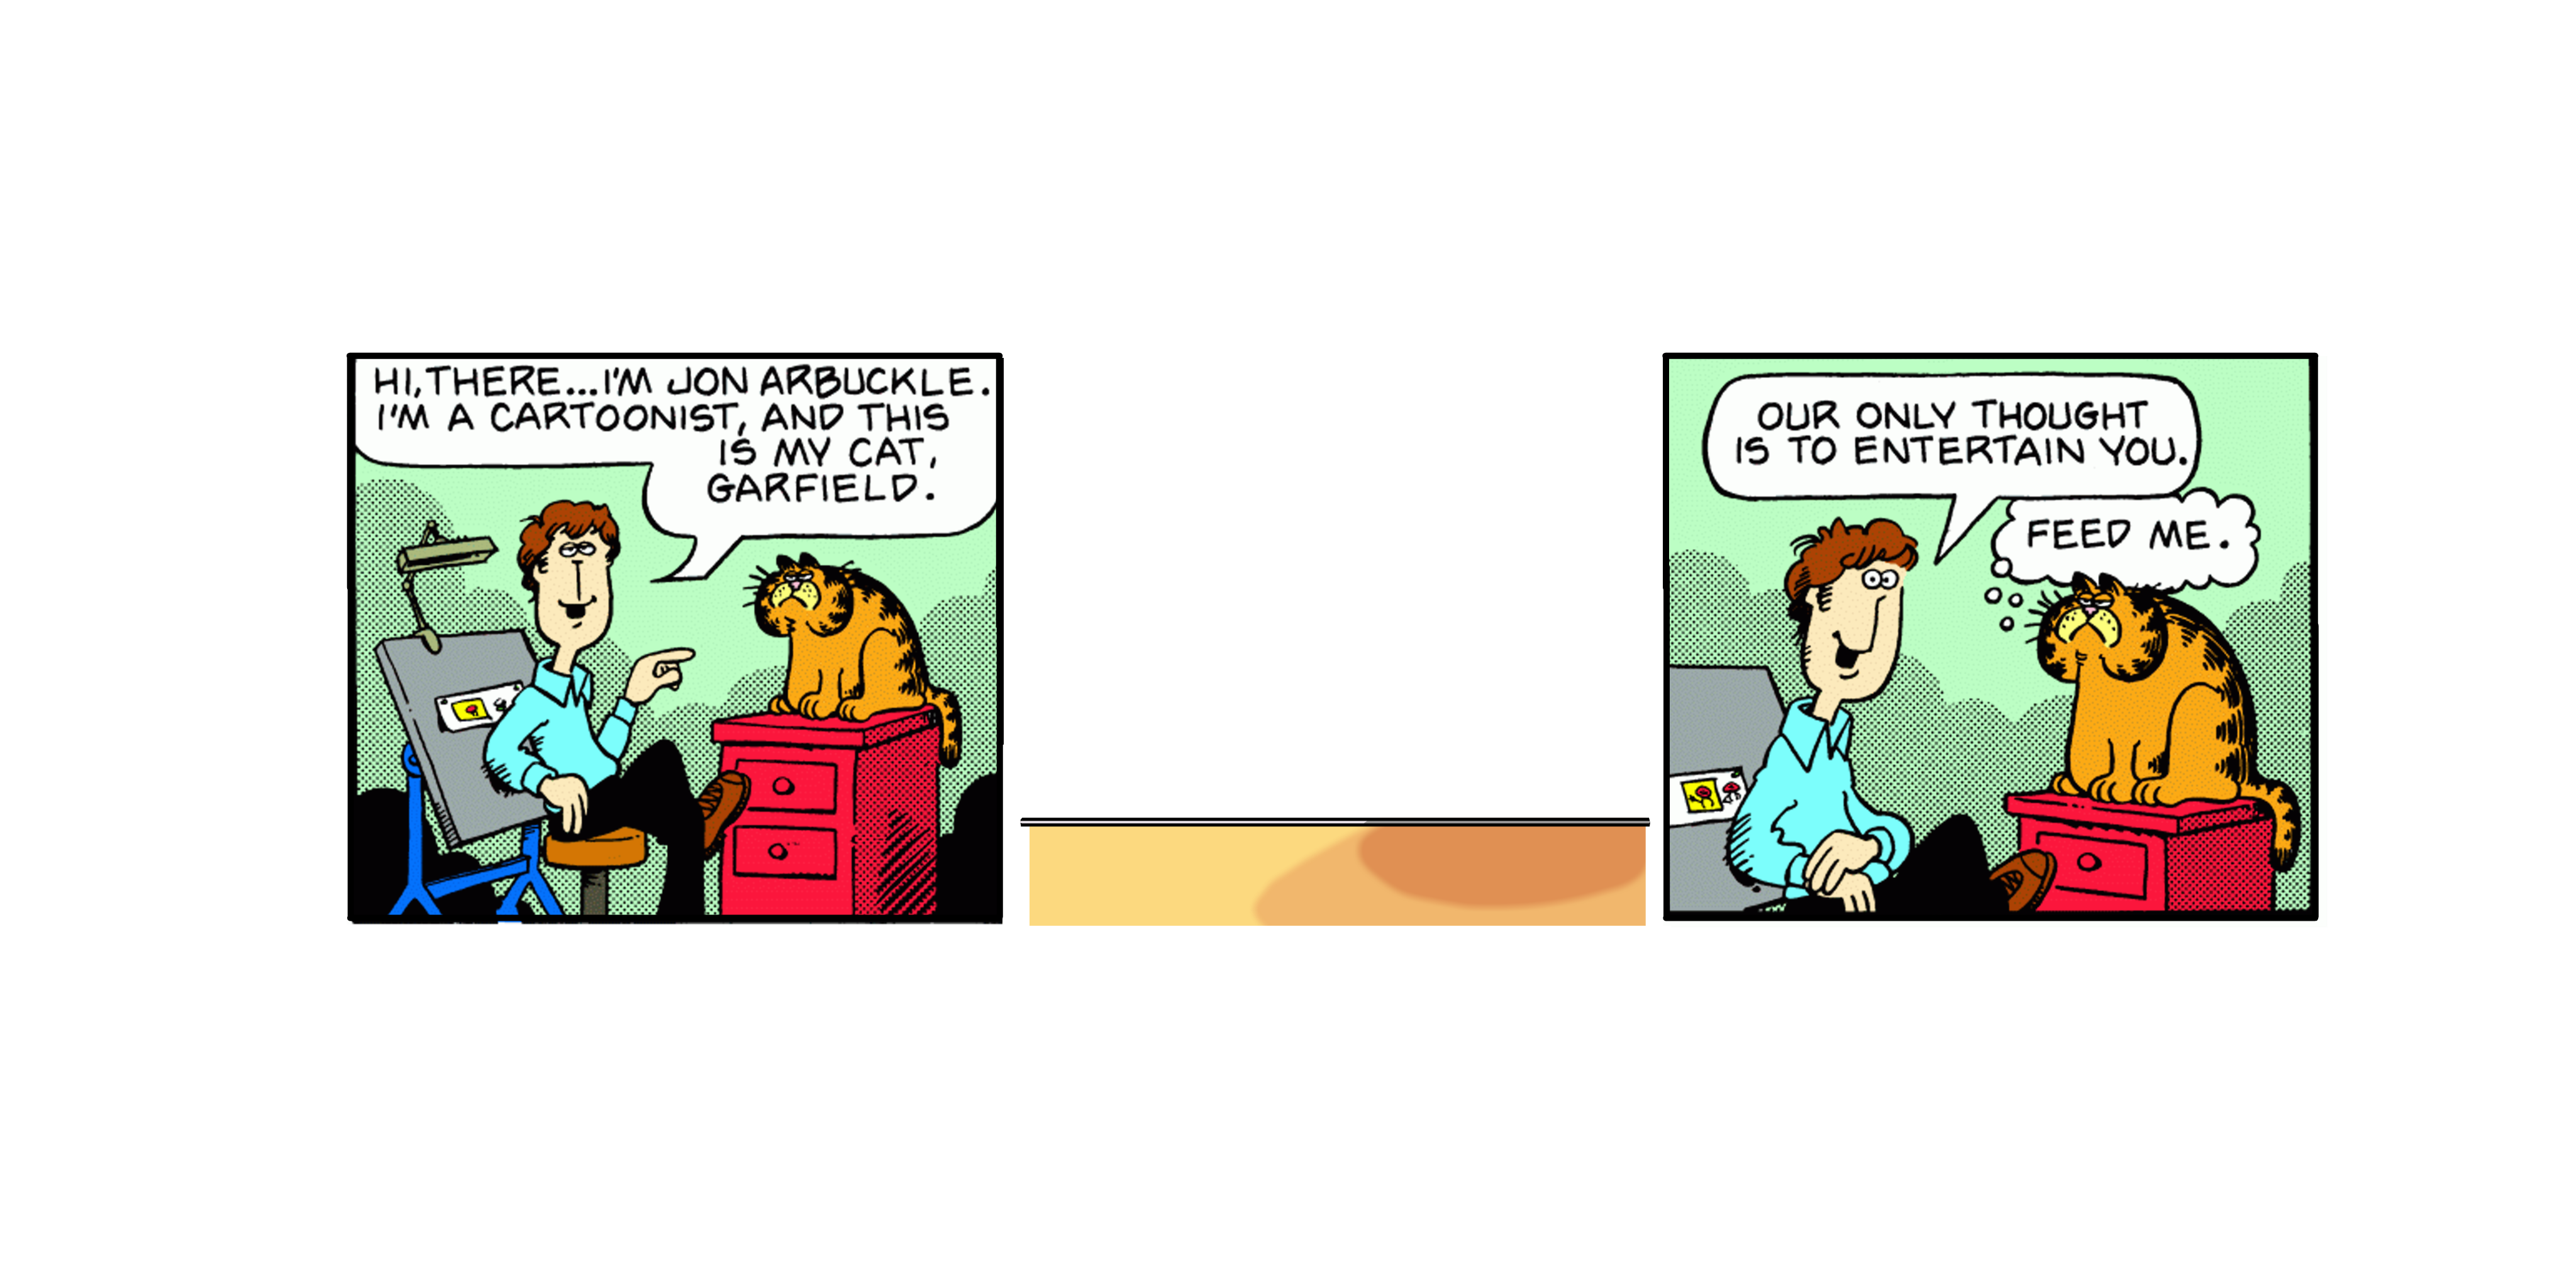 HI, THERE...I'M JON ARBUCKLE.
I'M A CARTOONIST, AND THIS
IS MY CAT,
GARFIELD.
OUR ONLY THOUGHT
IS TO ENTERTAIN YOU.
FEED ME.